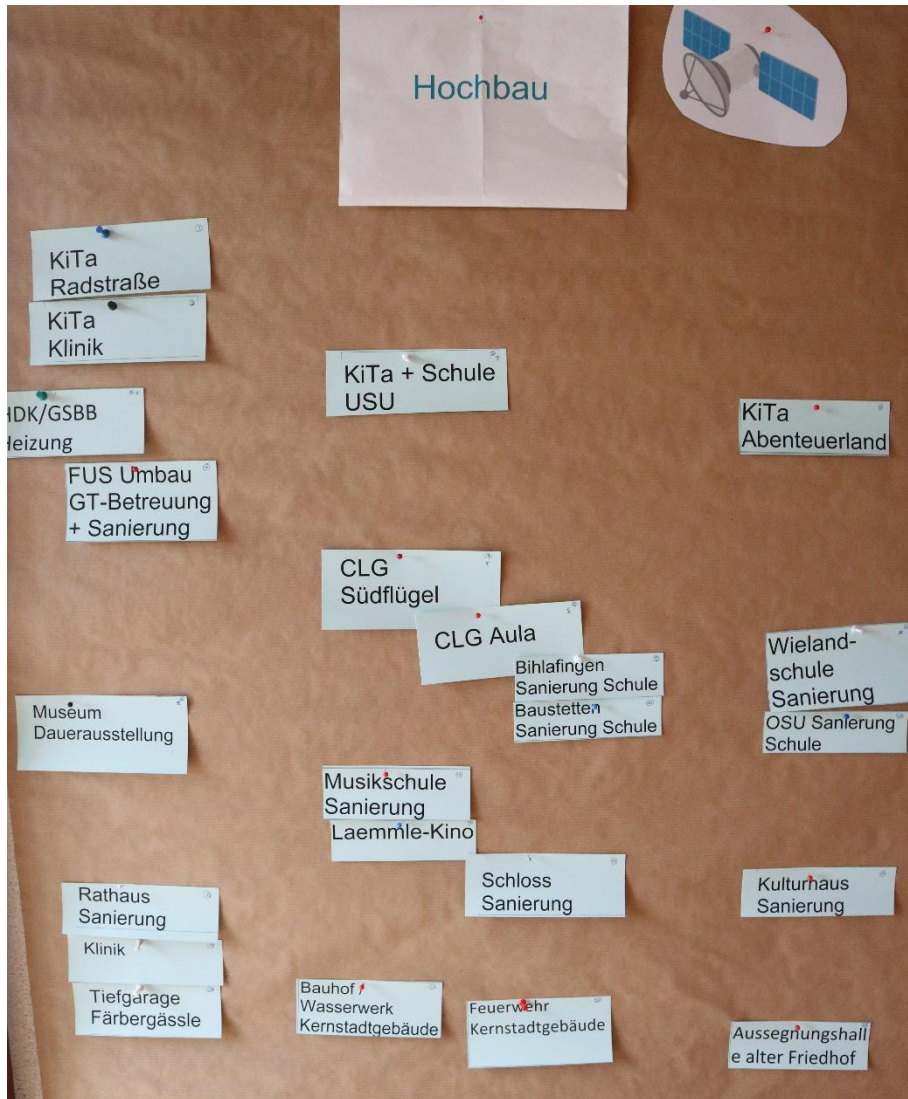 Hochbau
KiTa
Radstraße
KiTa
Klinik
KiTa + Schule
USU
HDK/GSBB
Heizung
KiTa
Abenteuerland
FUS Umbau
GT-Betreuung
+ Sanierung
CLG
Südflügel
CLG Aula
Bihlafingen
Sanierung Schule
Baustetten
Sanierung Schule
Wieland-
schule
Sanierung
OSU Sanierung
Schule
Museum
Dauerausstellung
Musikschule
Sanierung
Laemmle-Kino
Schloss
Sanierung
Kulturhaus
Sanierung
Rathaus
Sanierung
Klinik
Tiefgarage
Färbergässle
Bauhof /
Wasserwerk
Kernstadtgebäude
Feuerwehr
Kernstadtgebäude
Aussegnungshall
e alter Friedhof